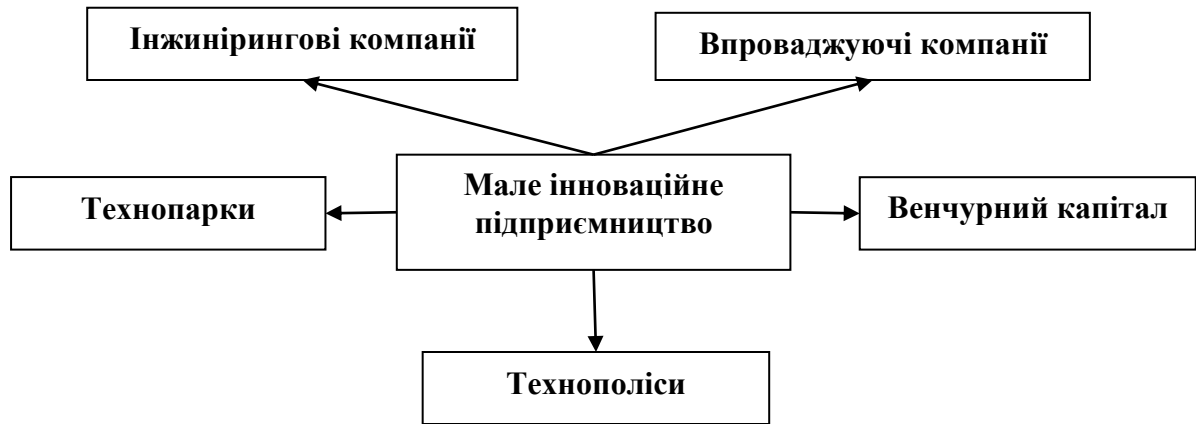 Інжинірингові компанії
Впроваджуючі компанії
Мале інноваційне
підприємництво
Технопарки
Венчурний капітал
Технополіси